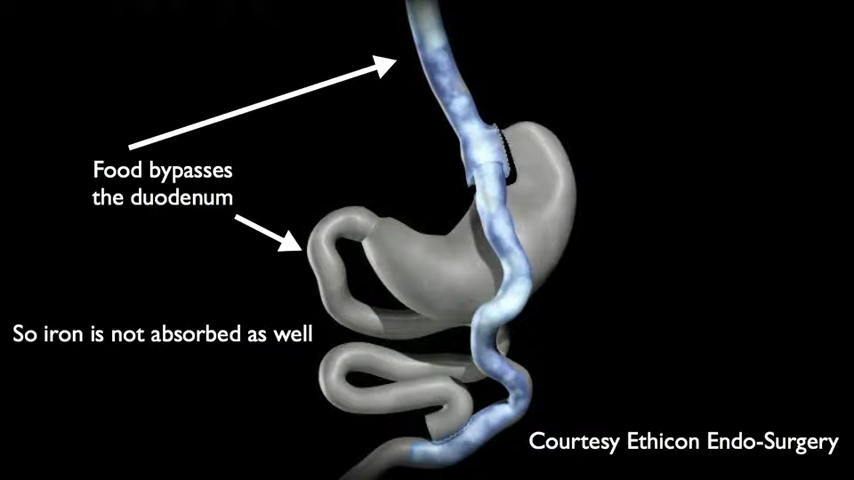 Food bypasses
the duodenum
So iron is not absorbed as well
Courtesy Ethicon Endo-Surgery